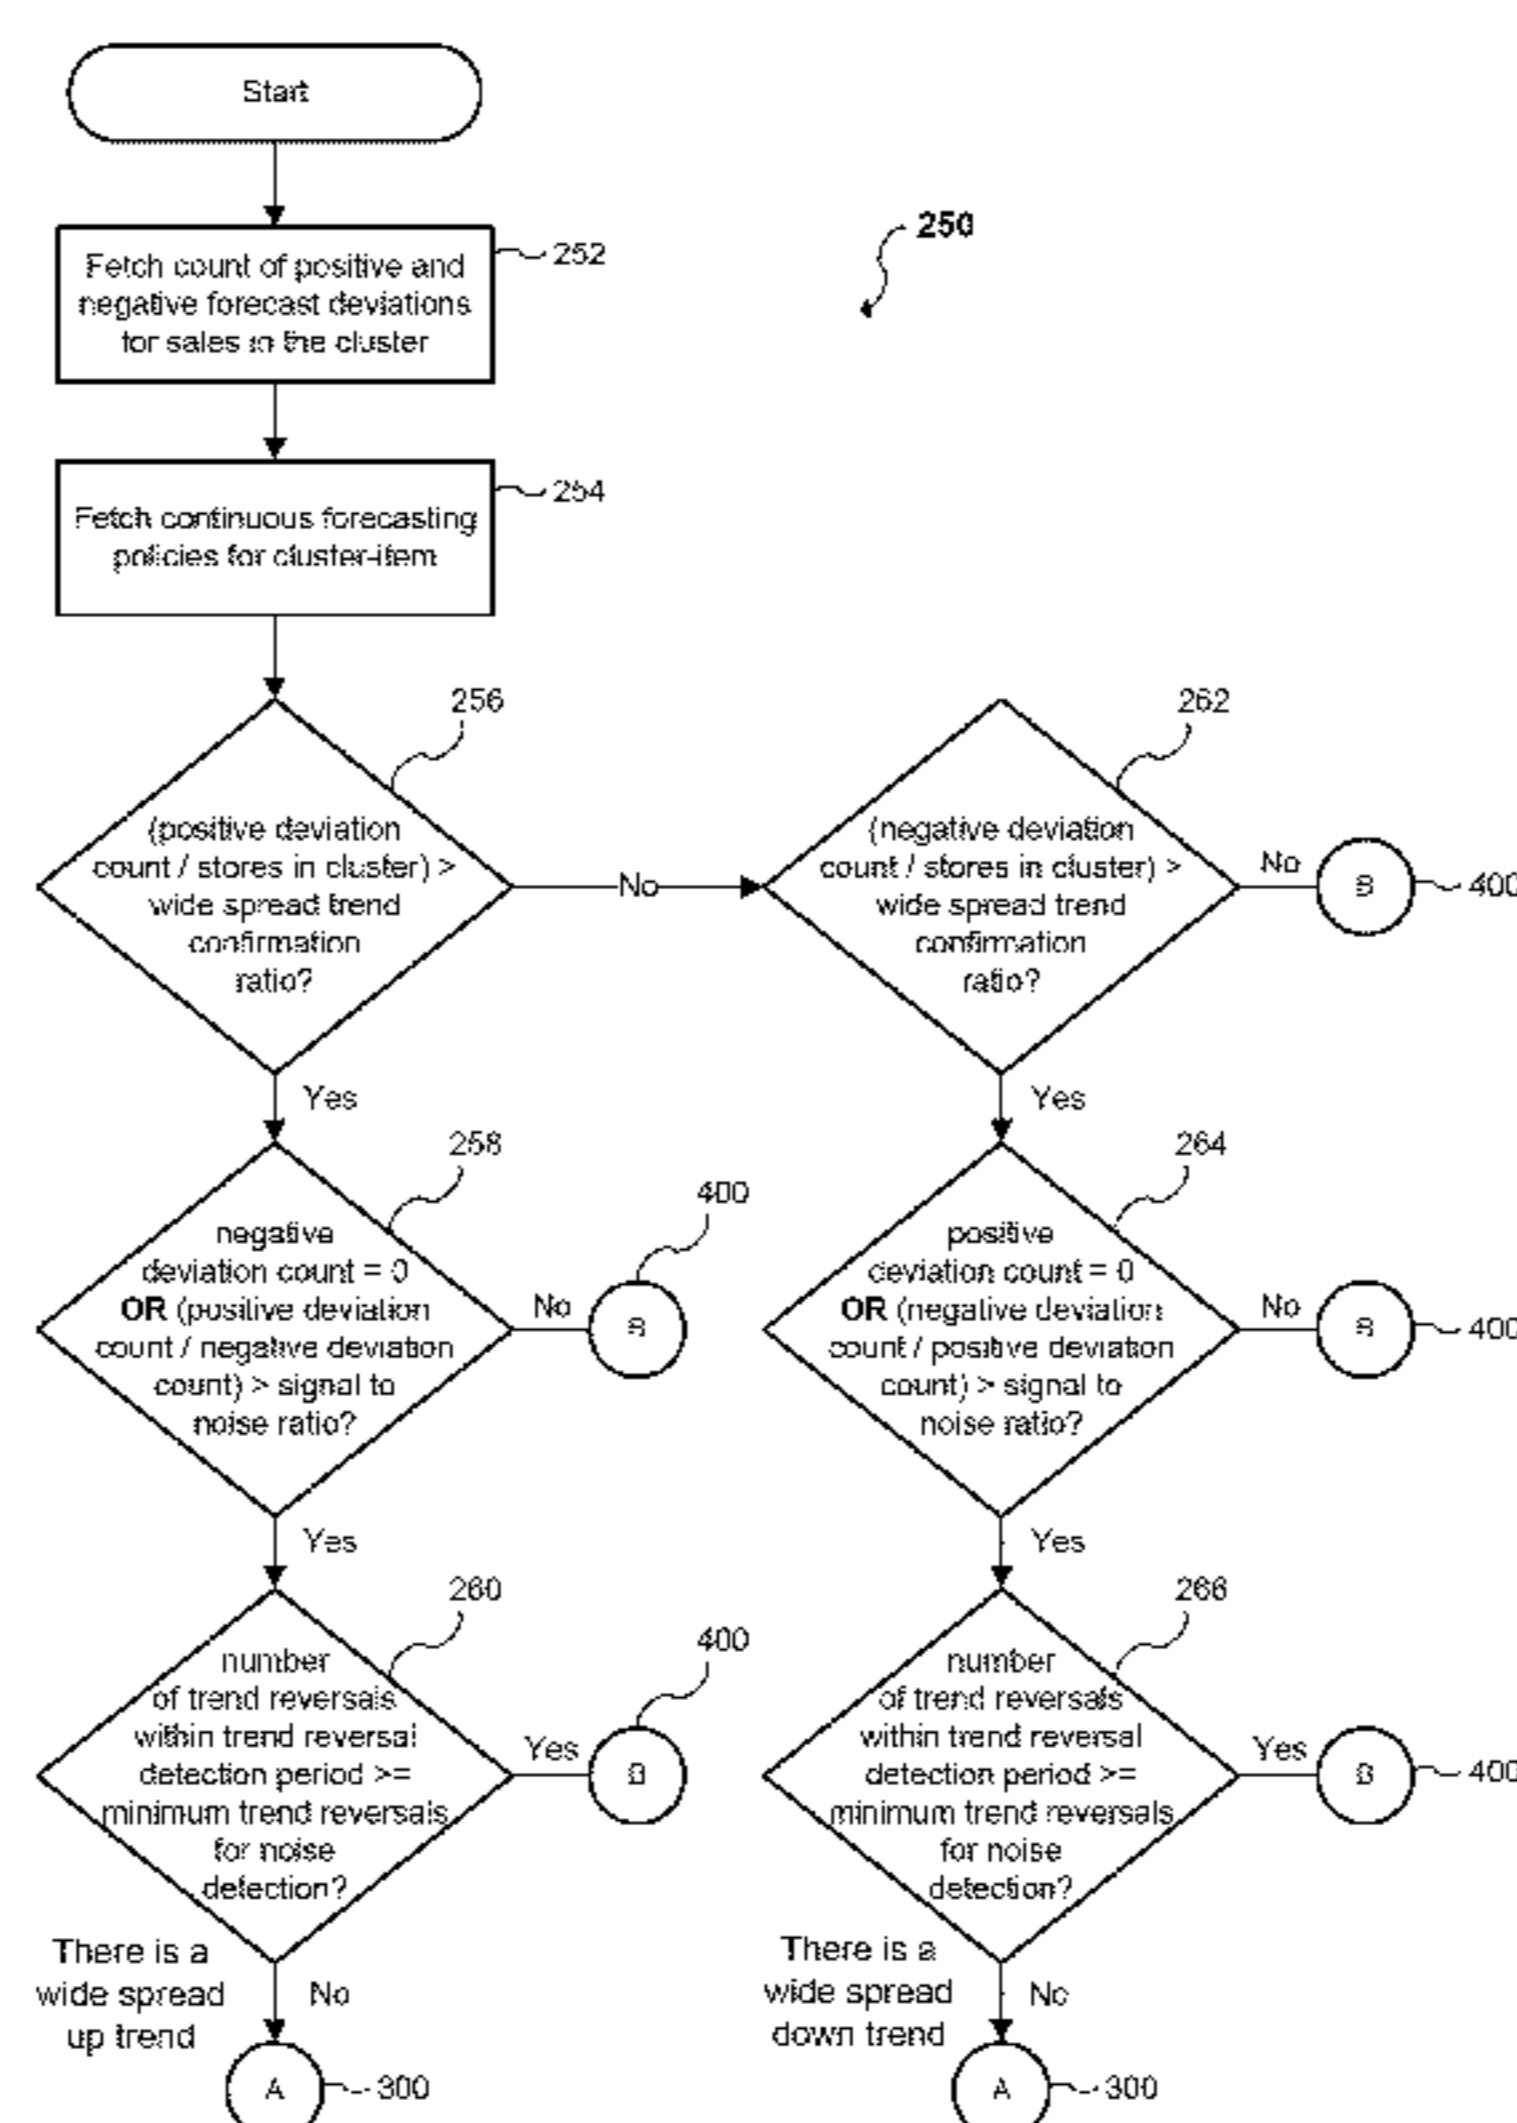 Start
250
Fetch count of positive and
negative forecast deviations
for sales in the cluster
252
Fetch continuous forecasting
policies for cluster-item
254
256
(positive deviation
count / stores in cluster) >
wide spread trend
confirmation
ratio?
No
262
(negative deviation
count / stores in cluster) >
wide spread trend
confirmation
ratio?
No
B
400
Yes
Yes
258
negative
deviation count = 0
OR (positive deviation
count / negative deviation
count) > signal to
noise ratio?
No
400
B
264
positive
deviation count = 0
OR (negative deviation
count / positive deviation
count) > signal to
noise ratio?
No
B
400
Yes
Yes
260
number
of trend reversals
within trend reversal
detection period >=
minimum trend reversals
for noise
detection?
Yes
400
B
266
number
of trend reversals
within trend reversal
detection period >=
minimum trend reversals
for noise
detection?
Yes
B
400
There is a
wide spread
up trend
No
A
300
There is a
wide spread
down trend
No
A
300